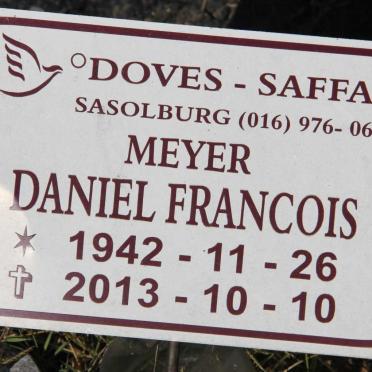 °DOVES - SAFFA
SASOLBURG (016) 976- 06
MEYER
DANIEL FRANCOIS
1942 - 11 - 26
2013 - 10 - 10